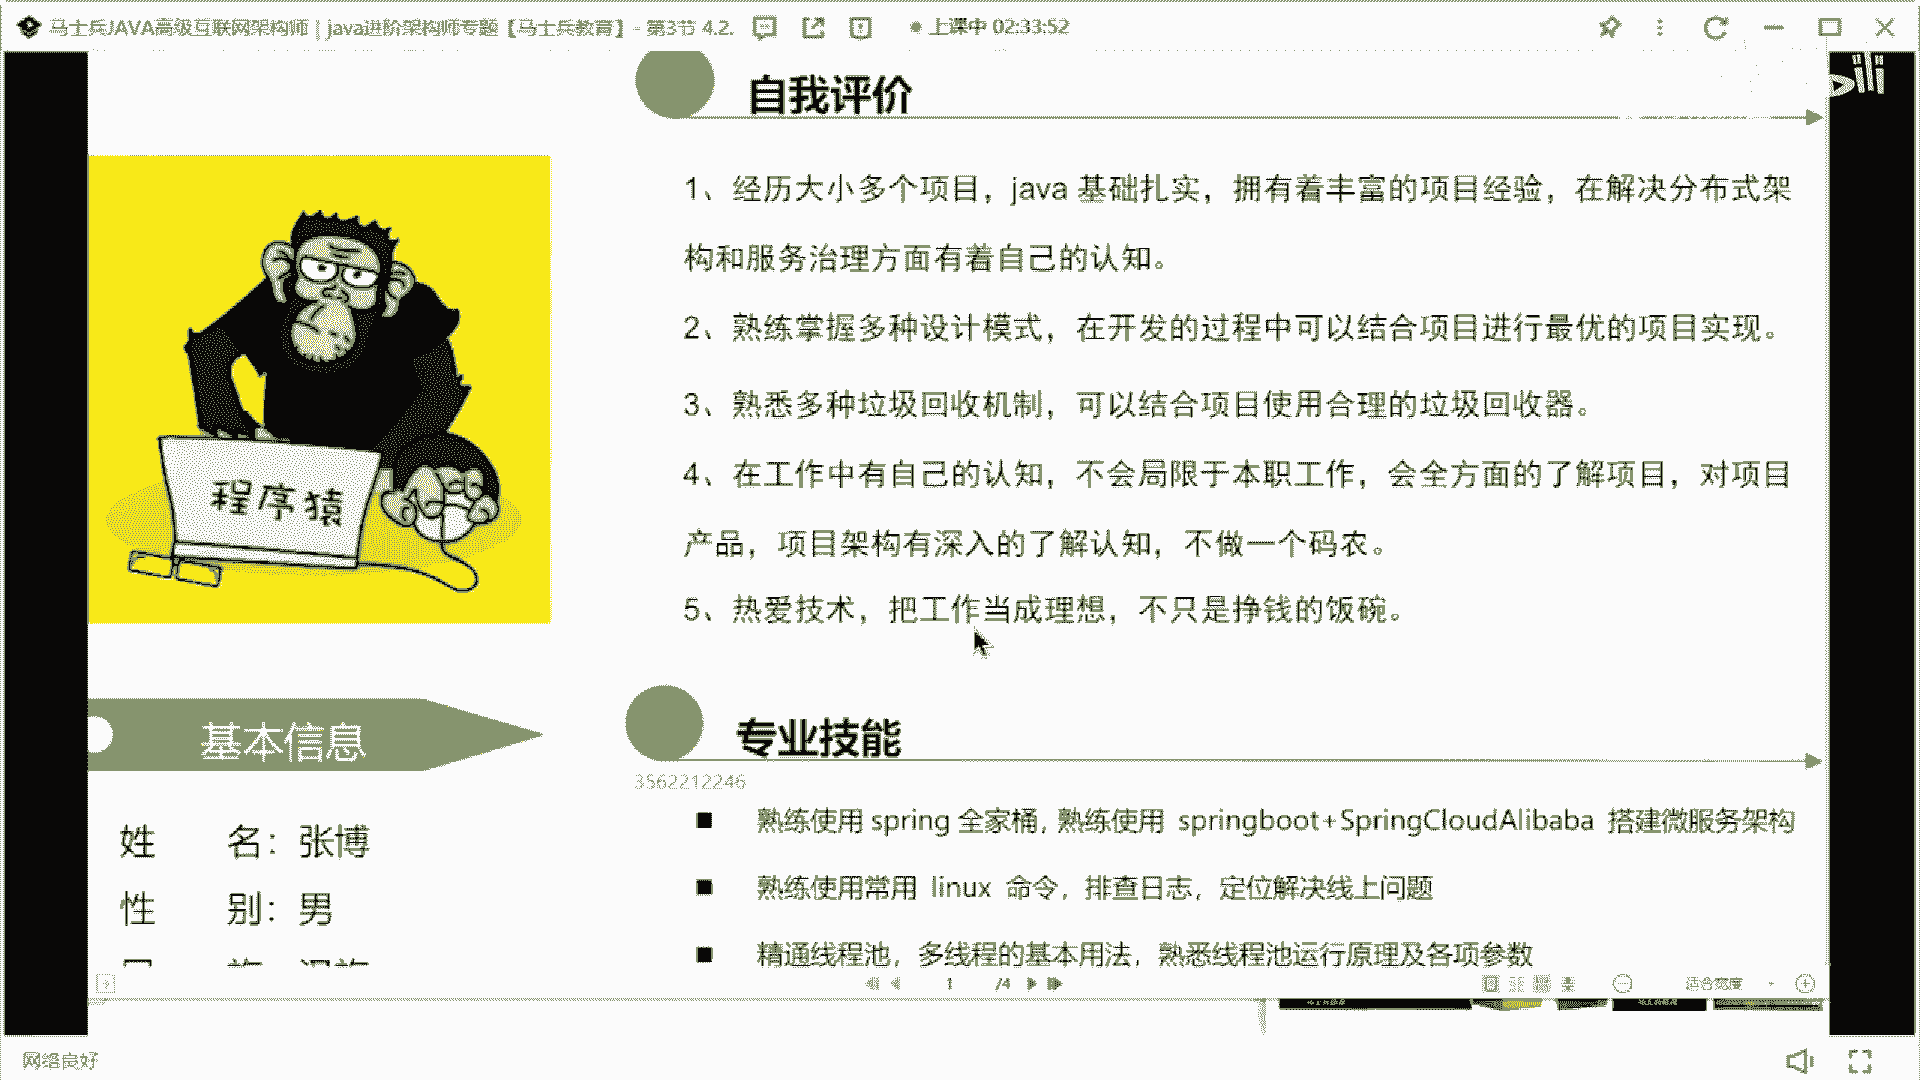 马士兵JAVA高级互联网架构师 | java进阶架构师专题【马士兵教育】 - 第3节 4.2.
上课中 02:33:52
自我评价
1、经历大小多个项目，java 基础扎实，拥有着丰富的项目经验，在解决分布式架
构和服务治理方面有着自己的认知。
2、熟练掌握多种设计模式，在开发的过程中可以结合项目进行最优的项目实现。
3、熟悉多种垃圾回收机制，可以结合项目使用合理的垃圾回收器。
4、在工作中有自己的认知，不会局限于本职工作，会全方面的了解项目，对项目
产品，项目架构有深入的了解认知，不做一个码农。
5、热爱技术，把工作当成理想，不只是挣钱的饭碗。
程序猿
基本信息
姓 名：张博
性 别：男
专业技能
3562212246
■ 熟练使用 spring 全家桶, 熟练使用 springboot+SpringCloudAlibaba 搭建微服务架构
■ 熟练使用常用 linux 命令，排查日志，定位解决线上问题
■ 精通线程池，多线程的基本用法，熟悉线程池运行原理及各项参数
1 /4
适合宽度
网络良好